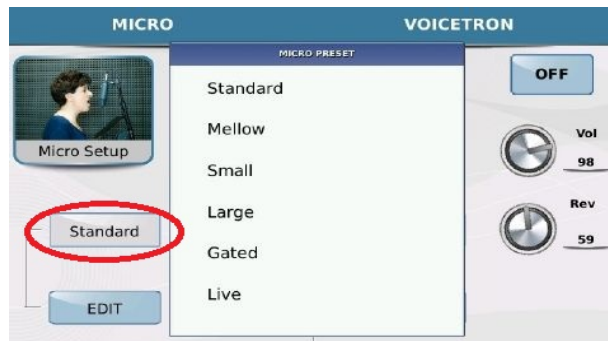 MICRO VOICETRON
MICRO PRESET
Standard
Mellow
Small
Large
Gated
Live
Micro Setup
Standard
EDIT
OFF
Vol
98
Rev
59